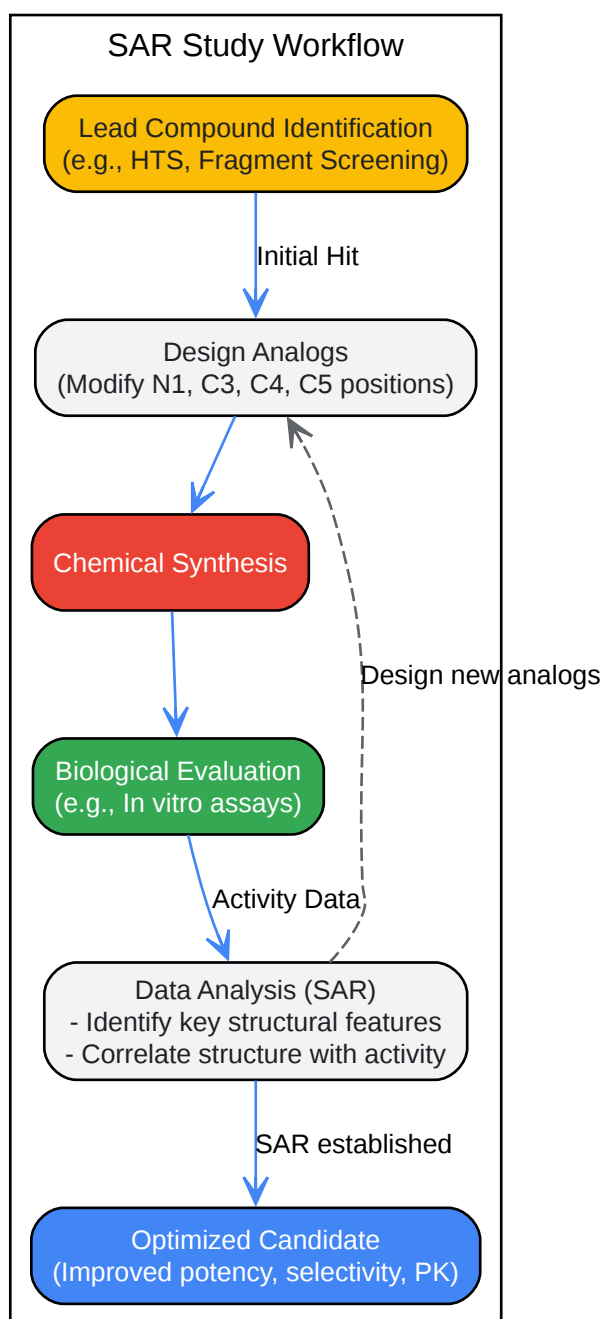 SAR Study Workflow
Lead Compound Identification
(e.g., HTS, Fragment Screening)
Initial Hit
Design Analogs
(Modify N1, C3, C4, C5 positions)
Chemical Synthesis
Design new analogs
Biological Evaluation
(e.g., In vitro assays)
Activity Data
Data Analysis (SAR)
- Identify key structural features
- Correlate structure with activity
SAR established
Optimized Candidate
(Improved potency, selectivity, PK)